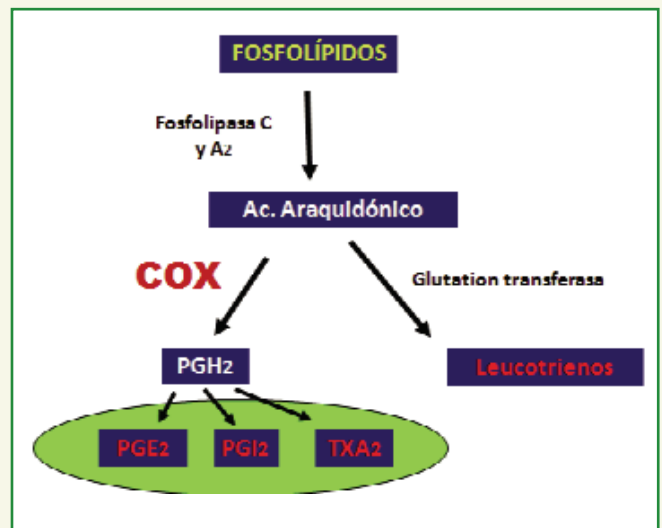 FOSFOLÍPIDOS
Fosfolipasa C
y A2
Ac. Araquidónico
COX
Glutation transferasa
PGH2
Leucotrienos
PGE2
PGI2
TXA2